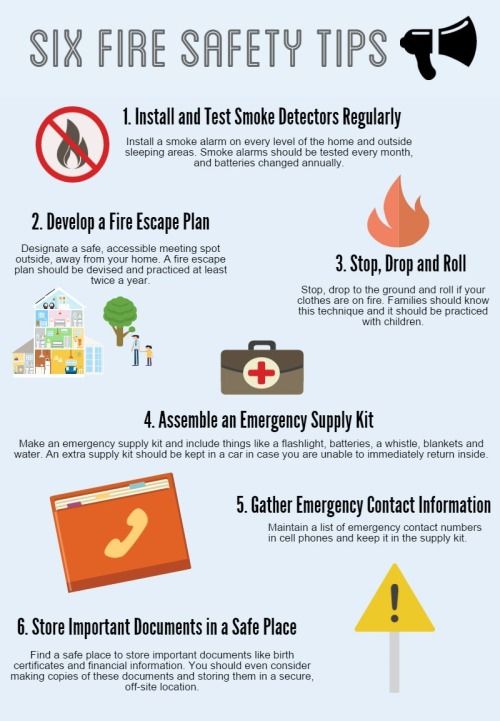 SIX FIRE SAFETY TIPS
1. Install and Test Smoke Detectors Regularly
Install a smoke alarm on every level of the home and outside
sleeping areas. Smoke alarms should be tested every month,
and batteries changed annually.
2. Develop a Fire Escape Plan
Designate a safe, accessible meeting spot
outside, away from your home. A fire escape
plan should be devised and practiced at least
twice a year.
3. Stop, Drop and Roll
Stop, drop to the ground and roll if your
clothes are on fire. Families should know
this technique and it should be practiced
with children.
4. Assemble an Emergency Supply Kit
Make an emergency supply kit and include things like a flashlight, batteries, a whistle, blankets and
water. An extra supply kit should be kept in a car in case you are unable to immediately return inside.
5. Gather Emergency Contact Information
Maintain a list of emergency contact numbers
in cell phones and keep it in the supply kit.
6. Store Important Documents in a Safe Place
Find a safe place to store important documents like birth
certificates and financial information. You should even consider
making copies of these documents and storing them in a secure,
off-site location.